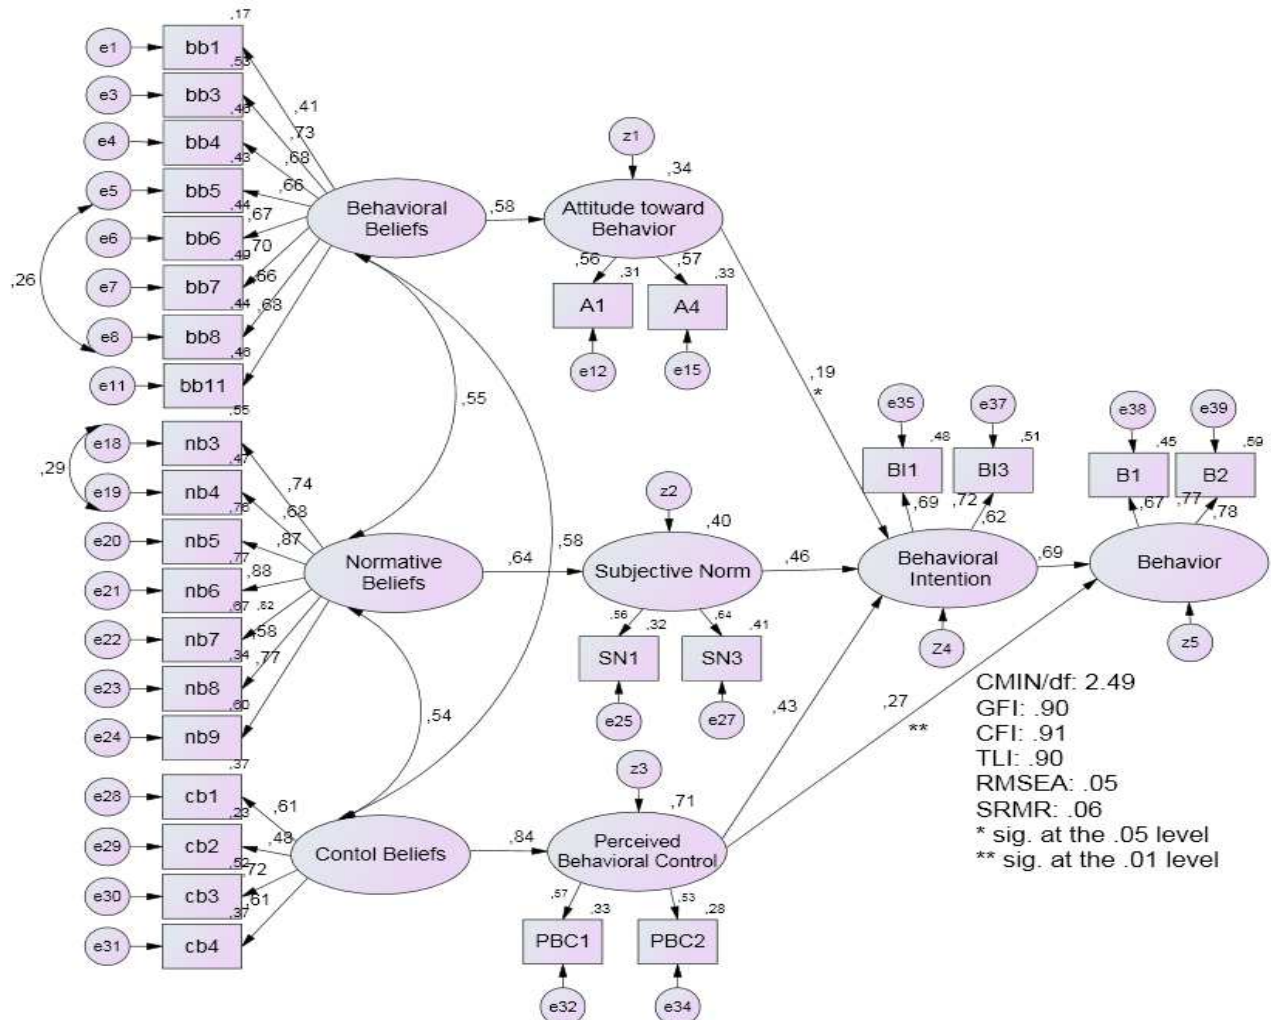 ,17
e1
bb1
,53
e3
bb3
,46
,41
e4
bb4
,73
,43
,68
e5
bb5
,66
,44
e6
bb6
,67
,49
,70
e7
bb7
,66
,44
,68
e8
bb8
,46
e11
bb11
,26
Behavioral
Beliefs
,58
z1
,34
Attitude toward
Behavior
,56
,57
,31
,33
A1
A4
e12
e15
,19
*
,55
,55
e18
nb3
,47
,29
,74
e19
nb4
,68
,76
e20
nb5
,87
,77
e21
nb6
,88
,67
,82
e22
nb7
,58
,34
,77
e23
nb8
,60
e24
nb9
Normative
Beliefs
,64
,58
,54
z2
,40
Subjective Norm
,46
,56
,64
,32
,41
SN1
SN3
e25
e27
e35
e37
,48
,51
BI1
BI3
,69
,72
,62
Behavioral
Intention
,69
Z4
e38
e39
,45
,59
B1
B2
,67
,77
,78
Behavior
z5
,37
e28
cb1
,61
,23
e29
cb2
,48
,52
,72
e30
cb3
,61
,37
e31
cb4
Contol Beliefs
,84
z3
,71
Perceived
Behavioral Control
,57
,53
,33
,28
PBC1
PBC2
e32
e34
,43
,27
**
CMIN/df: 2.49
GFI: .90
CFI: .91
TLI: .90
RMSEA: .05
SRMR: .06
* sig. at the .05 level
** sig. at the .01 level